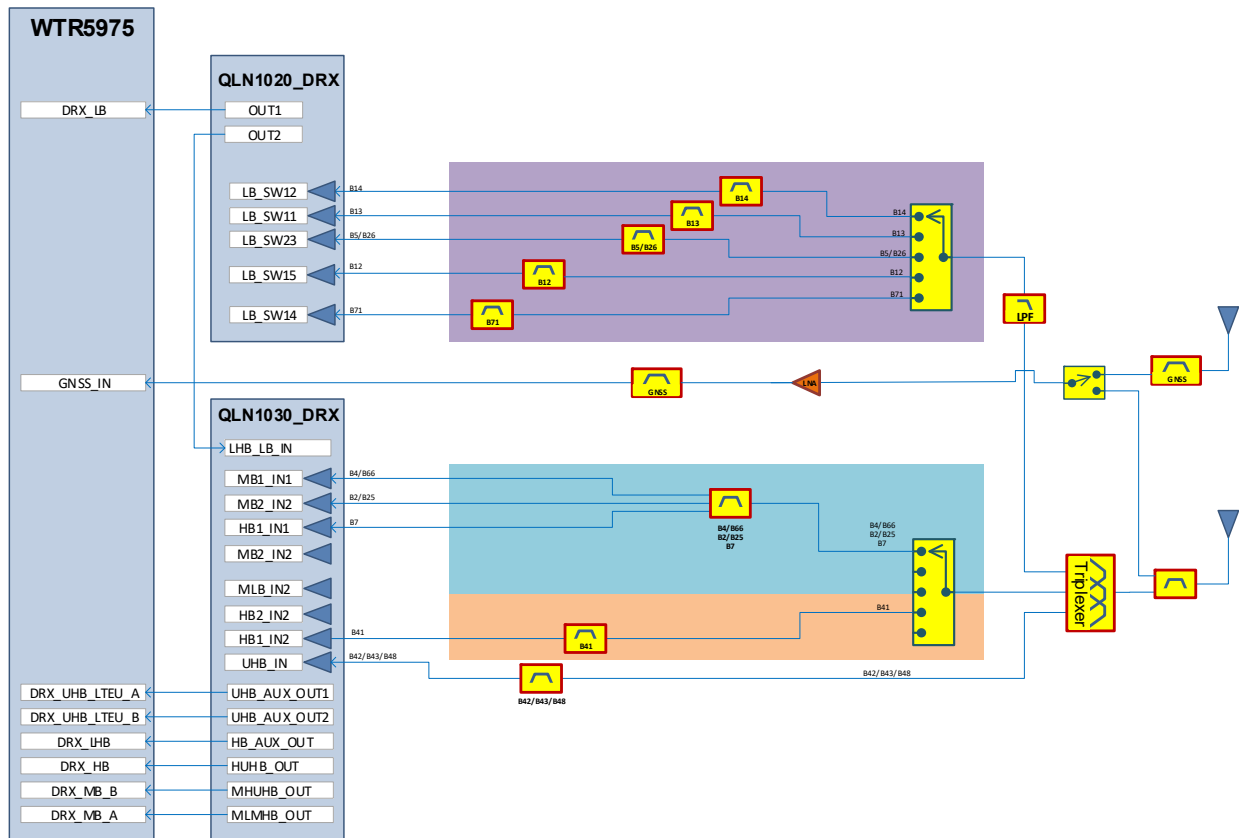 WTR5975
QLN1020_DRX
DRX_LB
OUT1
OUT2
LB_SW12
B14
B14
B14
LB_SW11
B13
B13
B13
LB_SW23
B5/B26
B5/B26
B5/B26
LB_SW15
B12
B12
B12
LB_SW14
B71
B71
B71
LPF
GNSS_IN
GNSS
LNA
GNSS
QLN1030_DRX
LHB_LB_IN
MB1_IN1
B4/B66
MB2_IN2
B2/B25
HB1_IN1
B7
B4/B66
B2/B25
B7
B4/B66
B2/B25
B7
MB2_IN2
MLB_IN2
HB2_IN2
HB1_IN2
B41
B41
B41
Triplexer
UHB_IN
B42/B43/B48
B42/B43/B48
B42/B43/B48
DRX_UHB_LTEU_A
UHB_AUX_OUT1
DRX_UHB_LTEU_B
UHB_AUX_OUT2
DRX_LHB
HB_AUX_OUT
DRX_HB
HUHB_OUT
DRX_MB_B
MHUHB_OUT
DRX_MB_A
MLMHB_OUT